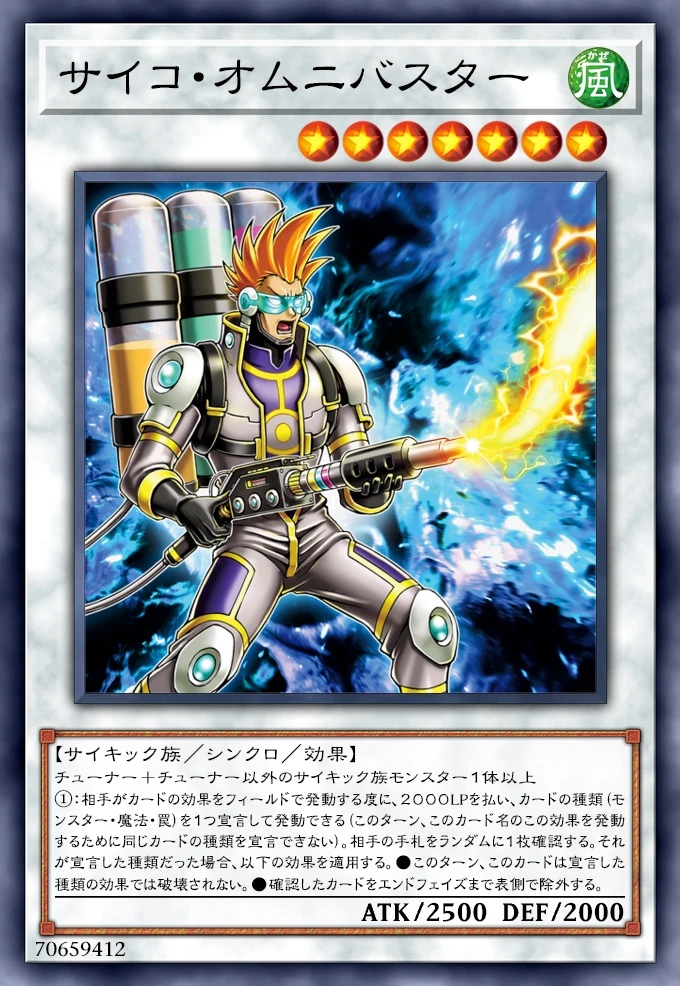 サイコ・オムニバスター
かぜ
風
【サイキック族／シンクロ／効果】
チューナー＋チューナー以外のサイキック族モンスター１体以上
①：相手がカードの効果をフィールドで発動する度に、２０００LPを払い、カードの種類（モ
ンスター・魔法・罠）を１つ宣言して発動できる（このターン、このカード名のこの効果を発動
するために同じカードの種類を宣言できない）。相手の手札をランダムに１枚確認する。それ
が宣言した種類だった場合、以下の効果を適用する。●このターン、このカードは宣言した
種類の効果では破壊されない。●確認したカードをエンドフェイズまで表側で除外する。
ATK/2500 DEF/2000
70659412